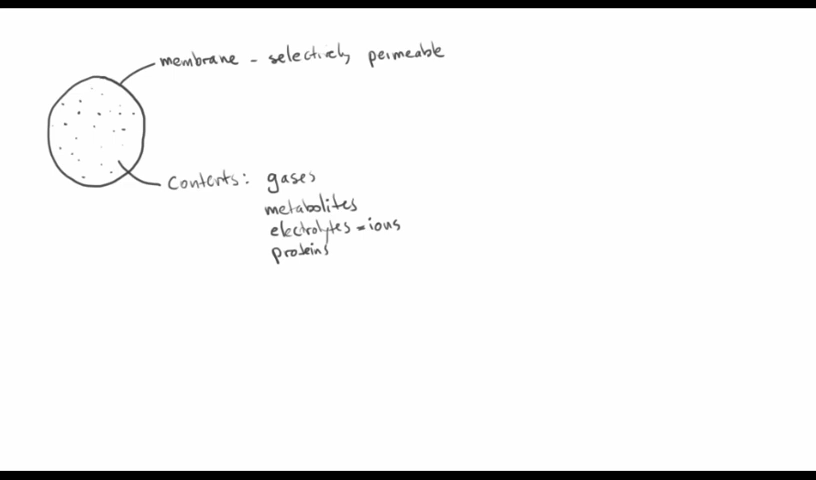 membrane - selectively permeable
Contents: gases
metabolites
electrolytes = ions
proteins